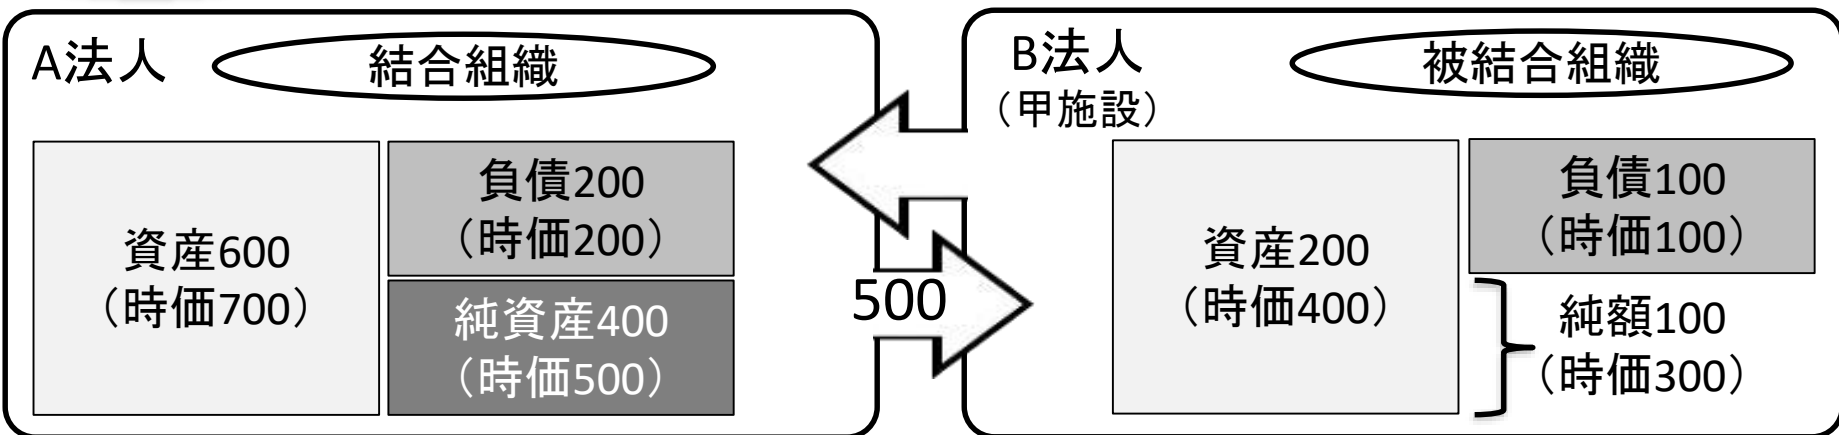 A法人
結合組織
資産600
（時価700）
負債200
（時価200）
純資産400
（時価500）
500
B法人
（甲施設）
被結合組織
資産200
（時価400）
負債100
（時価100）
純額100
（時価300）